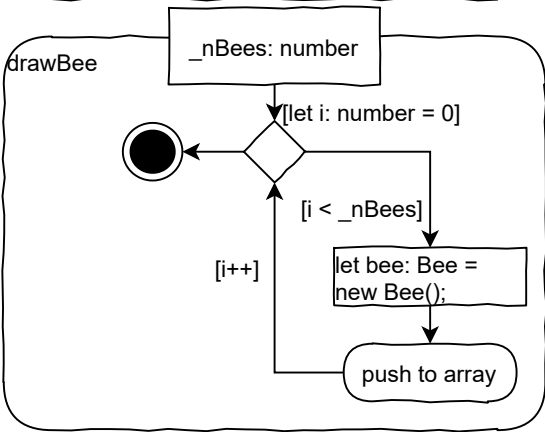 _nBees: number
drawBee
[let i: number = 0]
[i < _nBees]
let bee: Bee =
new Bee();
[i++]
push to array